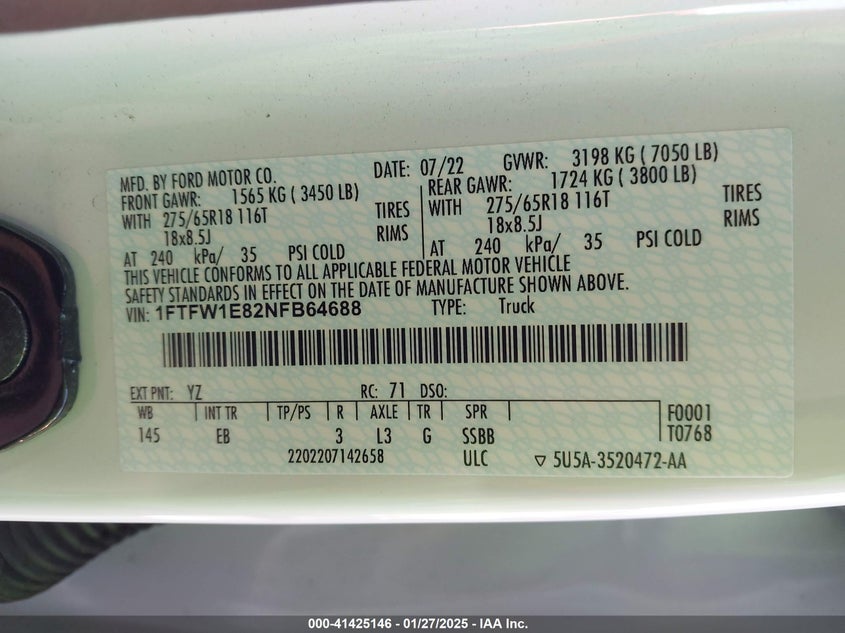 MFD. BY FORD MOTOR CO. DATE: 07/22 GVWR: 3198 KG ( 7050 LB)
FRONT GAWR: 1565 KG ( 3450 LB) REAR GAWR: 1724 KG ( 3800 LB)
WITH 275/65R18 116T TIRES WITH 275/65R18 116T TIRES
18x8.5J RIMS 18x8.5J RIMS
AT 240 kPa/ 35 PSI COLD AT 240 kPa/ 35 PSI COLD
THIS VEHICLE CONFORMS TO ALL APPLICABLE FEDERAL MOTOR VEHICLE
SAFETY STANDARDS IN EFFECT ON THE DATE OF MANUFACTURE SHOWN ABOVE.
VIN: 1FTFW1E82NFB64688 TYPE: Truck
EXT PNT: YZ RC: 71 DSO:
WB INT TR TP/PS R AXLE TR SPR F0001
145 EB 3 L3 G SSBB T0768
2202207142658 ULC ▽ 5U5A-3520472-AA
000-41425146 - 01/27/2025 - IAA Inc.